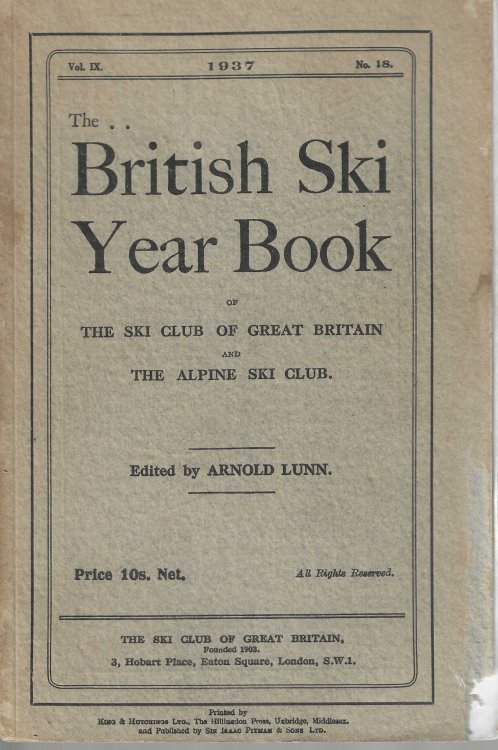 Vol. IX. 1937 No. 18.
The . .
British Ski
Year Book
OF
THE SKI CLUB OF GREAT BRITAIN
AND
THE ALPINE SKI CLUB.
Edited by ARNOLD LUNN.
Price 10s. Net. All Rights Reserved.
THE SKI CLUB OF GREAT BRITAIN,
Founded 1903.
3, Hobart Place, Eaton Square, London, S.W.1.
Printed by
KING & HUTCHINGS LTD., The Hillingdon Press, Uxbridge, Middlesex.
and Published by SIR ISAAC PITMAN & SONS LTD.